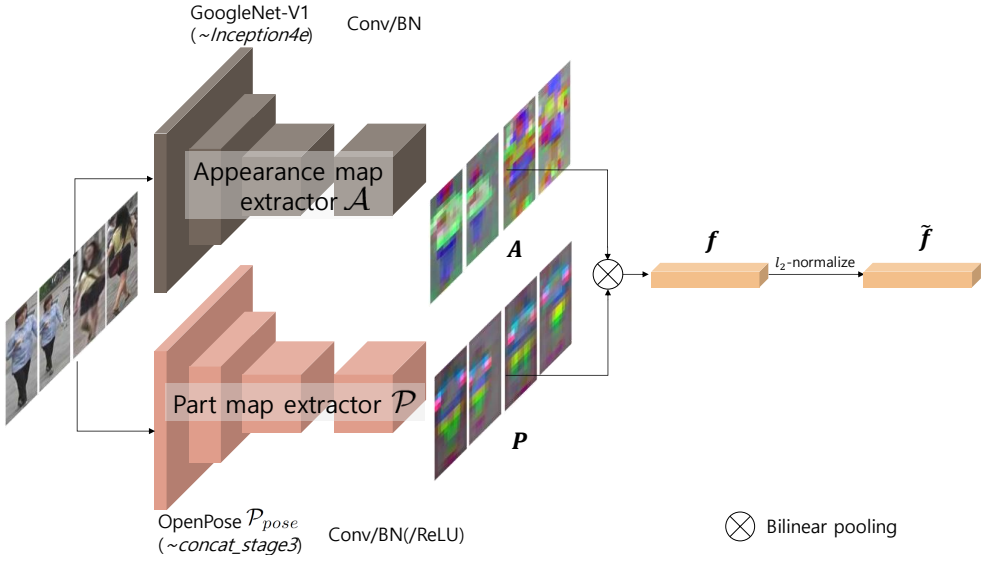 GoogleNet-V1
(~Inception4e)
Conv/BN
Appearance map
extractor 𝒜
A
f
l₂-normalize
f̃
Part map extractor 𝒫
P
OpenPose 𝒫_pose
(~concat_stage3)
Conv/BN(/ReLU)
Bilinear pooling